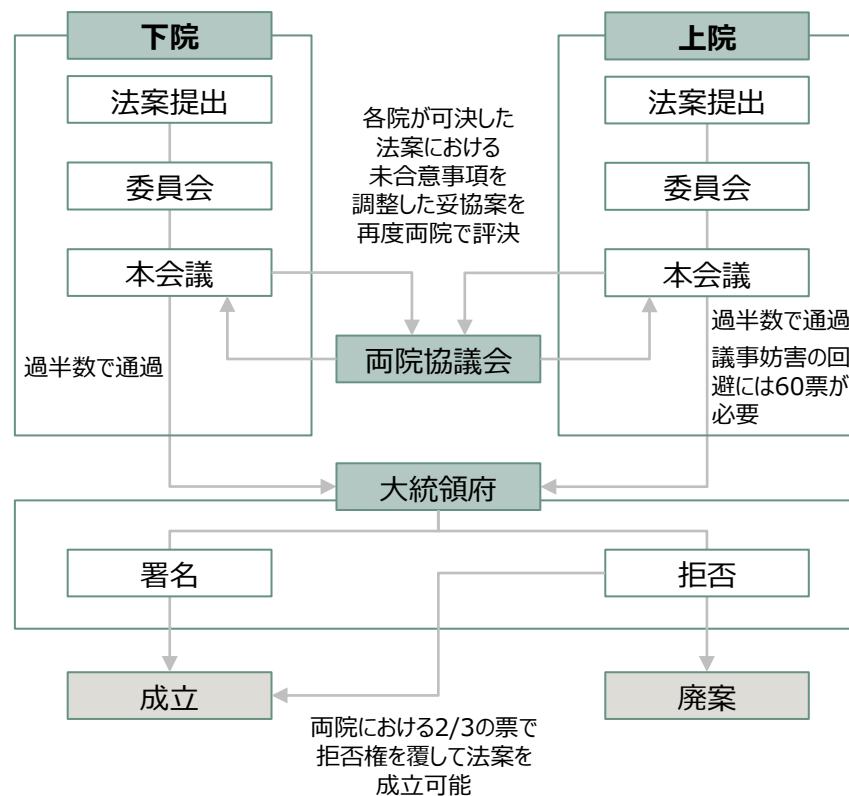 下院
上院
法案提出
法案提出
各院が可決した
法案における
未合意事項を
調整した妥協案を
再度両院で評決
委員会
委員会
本会議
本会議
過半数で通過
両院協議会
過半数で通過
議事妨害の回
避には60票が
必要
大統領府
署名
拒否
成立
廃案
両院における2/3の票で
拒否権を覆して法案を
成立可能